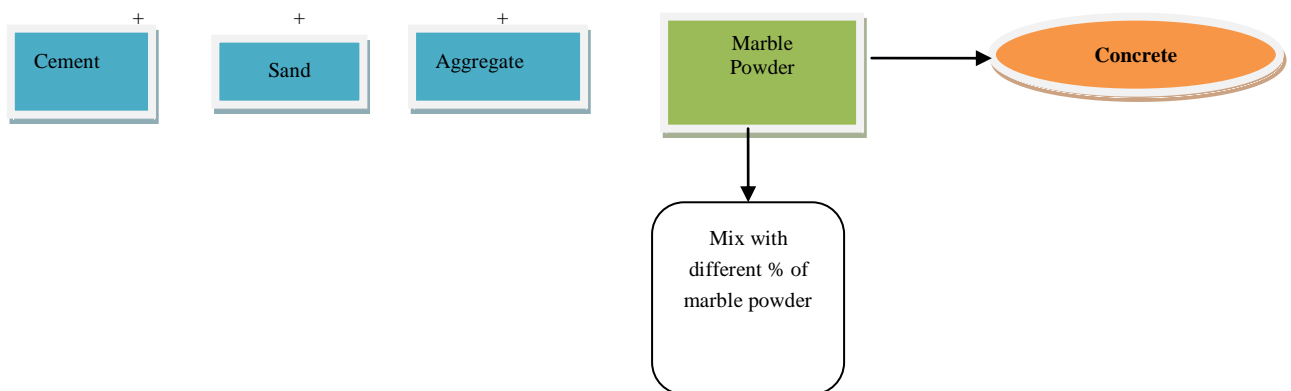 + + +
Cement
Sand
Aggregate
Marble
Powder
Concrete
Mix with
different % of
marble powder